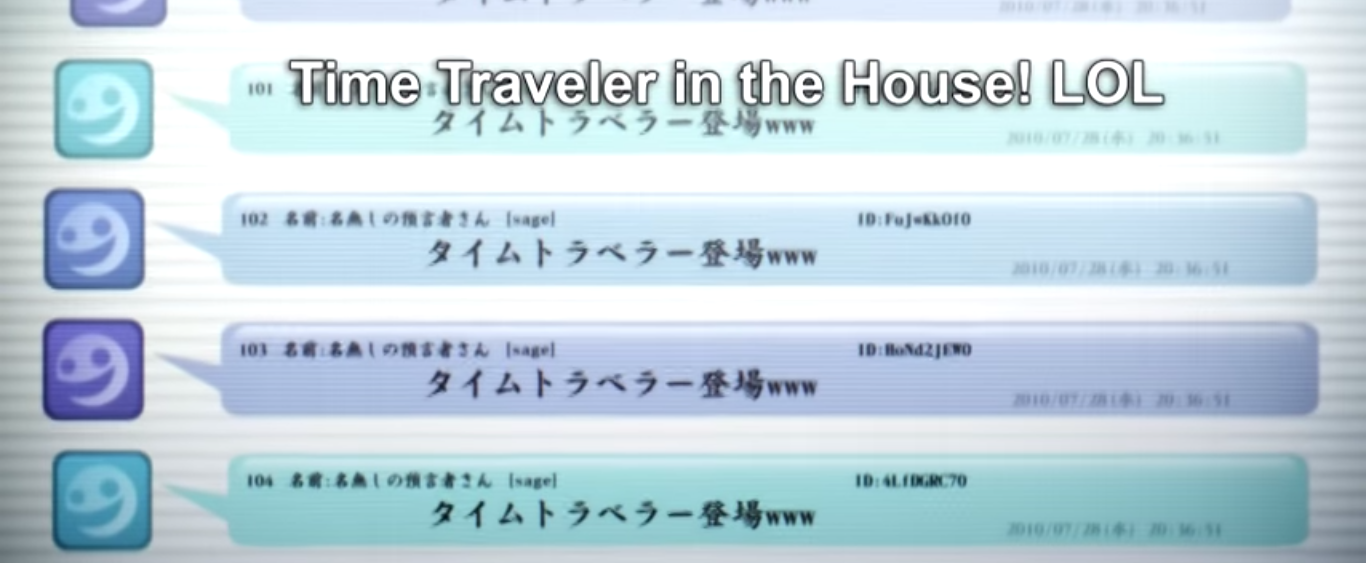 タイムトラベラー登場www
2010/07/28(水) 20:36:51
Time Traveler in the House! LOL
101
タイムトラベラー登場www
2010/07/28(水) 20:36:51
102 名前:名無しの預言者さん [sage] ID:FuJwKkOf0
タイムトラベラー登場www
2010/07/28(水) 20:36:51
103 名前:名無しの預言者さん [sage]
タイムトラベラー登場www
2010/07/28(水) 20:36:51
104 名前:名無しの預言者さん [sage] ID:4LfDGRC70
タイムトラベラー登場www
2010/07/28(水) 20:36:51